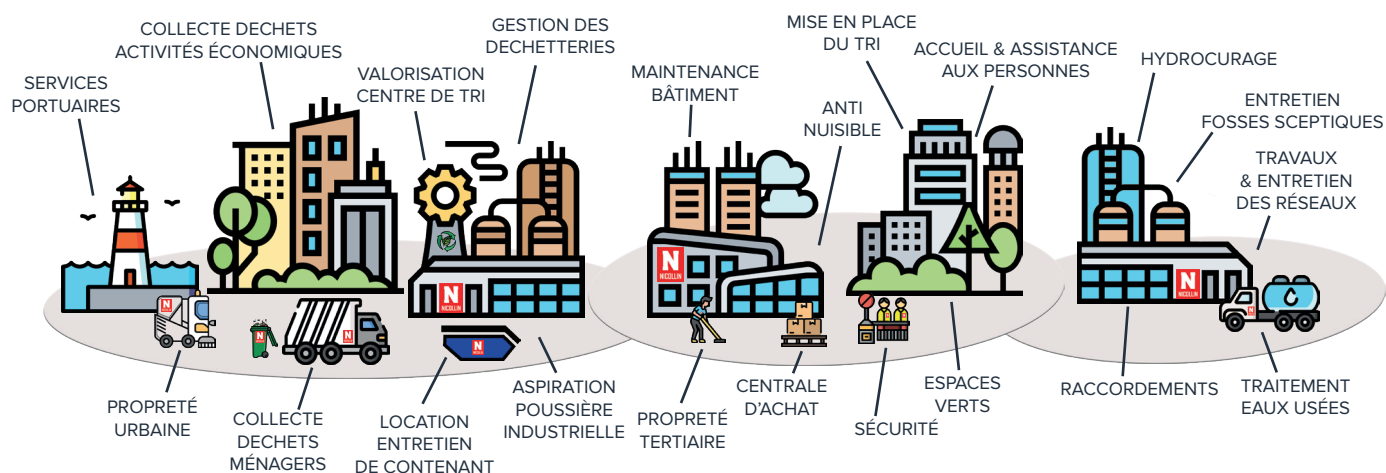 SERVICES
PORTUAIRES
COLLECTE DECHETS
ACTIVITÉS ÉCONOMIQUES
VALORISATION
CENTRE DE TRI
GESTION DES
DECHETTERIES
MAINTENANCE
BÂTIMENT
ANTI
NUISIBLE
MISE EN PLACE
DU TRI
ACCUEIL & ASSISTANCE
AUX PERSONNES
HYDROCURAGE
ENTRETIEN
FOSSES SCEPTIQUES
TRAVAUX
& ENTRETIEN
DES RÉSEAUX
N
NICOLLIN
N
NICOLLIN
N
NICOLLIN
N
N
N
N
N
PROPRETÉ
URBAINE
COLLECTE
DECHETS
MÉNAGERS
LOCATION
ENTRETIEN
DE CONTENANT
ASPIRATION
POUSSIÈRE
INDUSTRIELLE
PROPRETÉ
TERTIAIRE
CENTRALE
D'ACHAT
SÉCURITÉ
ESPACES
VERTS
RACCORDEMENTS
TRAITEMENT
EAUX USÉES